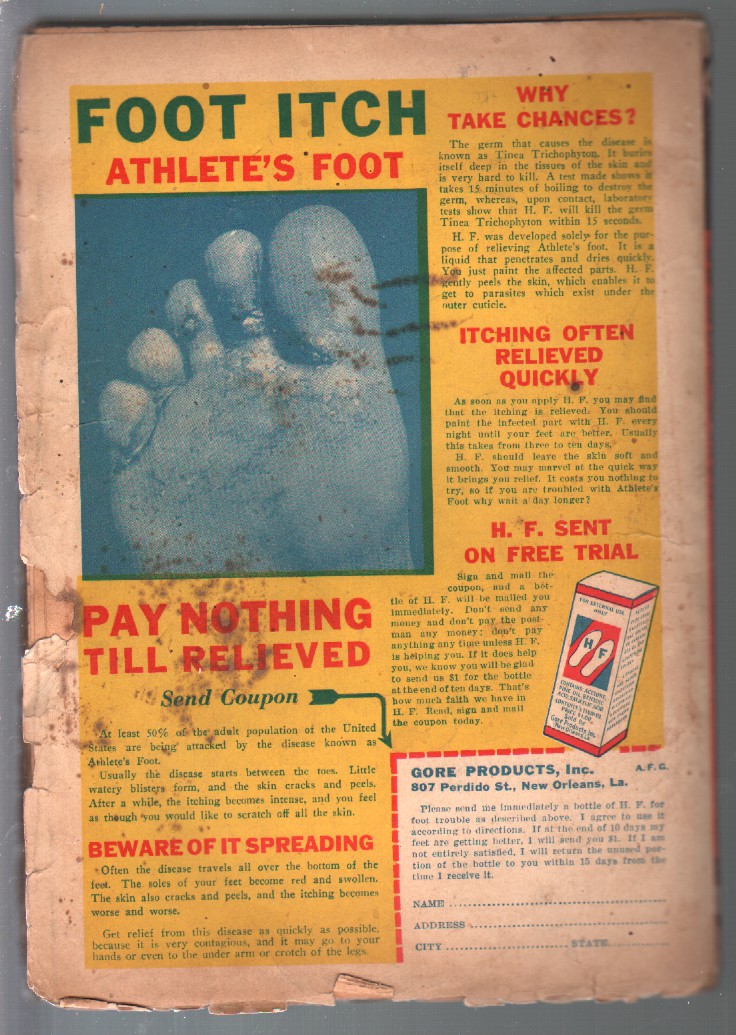 FOOT ITCH
ATHLETE'S FOOT
PAY NOTHING
TILL RELIEVED
Send Coupon
At least 50% of the adult population of the United
States are being attacked by the disease known as
Athlete's Foot.
Usually the disease starts between the toes. Little
watery blisters form, and the skin cracks and peels.
After a while, the itching becomes intense, and you feel
as though you would like to scratch off all the skin.
BEWARE OF IT SPREADING
Often the disease travels all over the bottom of the
feet. The soles of your feet become red and swollen.
The skin also cracks and peels, and the itching becomes
worse and worse.
Get relief from this disease as quickly as possible,
because it is very contagious, and it may go to your
hands or even to the under arm or crotch of the legs.
WHY
TAKE CHANCES?
The germ that causes the disease is
known as Tinea Trichophyton. It buries
itself deep in the tissues of the skin and
is very hard to kill. A test made shows it
takes 15 minutes of boiling to destroy the
germ, whereas, upon contact, laboratory
tests show that H. F. will kill the germ
Tinea Trichophyton within 15 seconds.
H. F. was developed solely for the pur-
pose of relieving Athlete's foot. It is a
liquid that penetrates and dries quickly.
You just paint the affected parts. H. F.
gently peels the skin, which enables it to
get to parasites which exist under the
outer cuticle.
ITCHING OFTEN
RELIEVED
QUICKLY
As soon as you apply H. F. you may find
that the itching is relieved. You should
paint the infected part with H. F. every
night until your feet are better. Usually
this takes from three to ten days.
H. F. should leave the skin soft and
smooth. You may marvel at the quick way
it brings you relief. It costs you nothing to
try, so if you are troubled with Athlete's
Foot why wait a day longer?
H. F. SENT
ON FREE TRIAL
Sign and mail the
coupon, and a bot-
tle of H. F. will be mailed you
immediately. Don't send any
money and don't pay the post-
man any money; don't pay
anything any time unless H. F.
is helping you. If it does help
you, we know you will be glad
to send us $1 for the bottle
at the end of ten days. That's
how much faith we have in
H. F. Read, sign and mail
the coupon today.
FOR EXTERNAL USE
ONLY
H F
CONTAINS ACETONE
PINE OIL, BENZOIC
ACID, SALICYLIC ACID
PRICE $1.00
Gore Products, Inc.
New Orleans, La.
GORE PRODUCTS, Inc. A.F.G.
807 Perdido St., New Orleans, La.
Please send me immediately a bottle of H. F. for
foot trouble as described above. I agree to use it
according to directions. If at the end of 10 days my
feet are getting better, I will send you $1. If I am
not entirely satisfied, I will return the unused por-
tion of the bottle to you within 15 days from the
time I receive it.
NAME
ADDRESS
CITY STATE